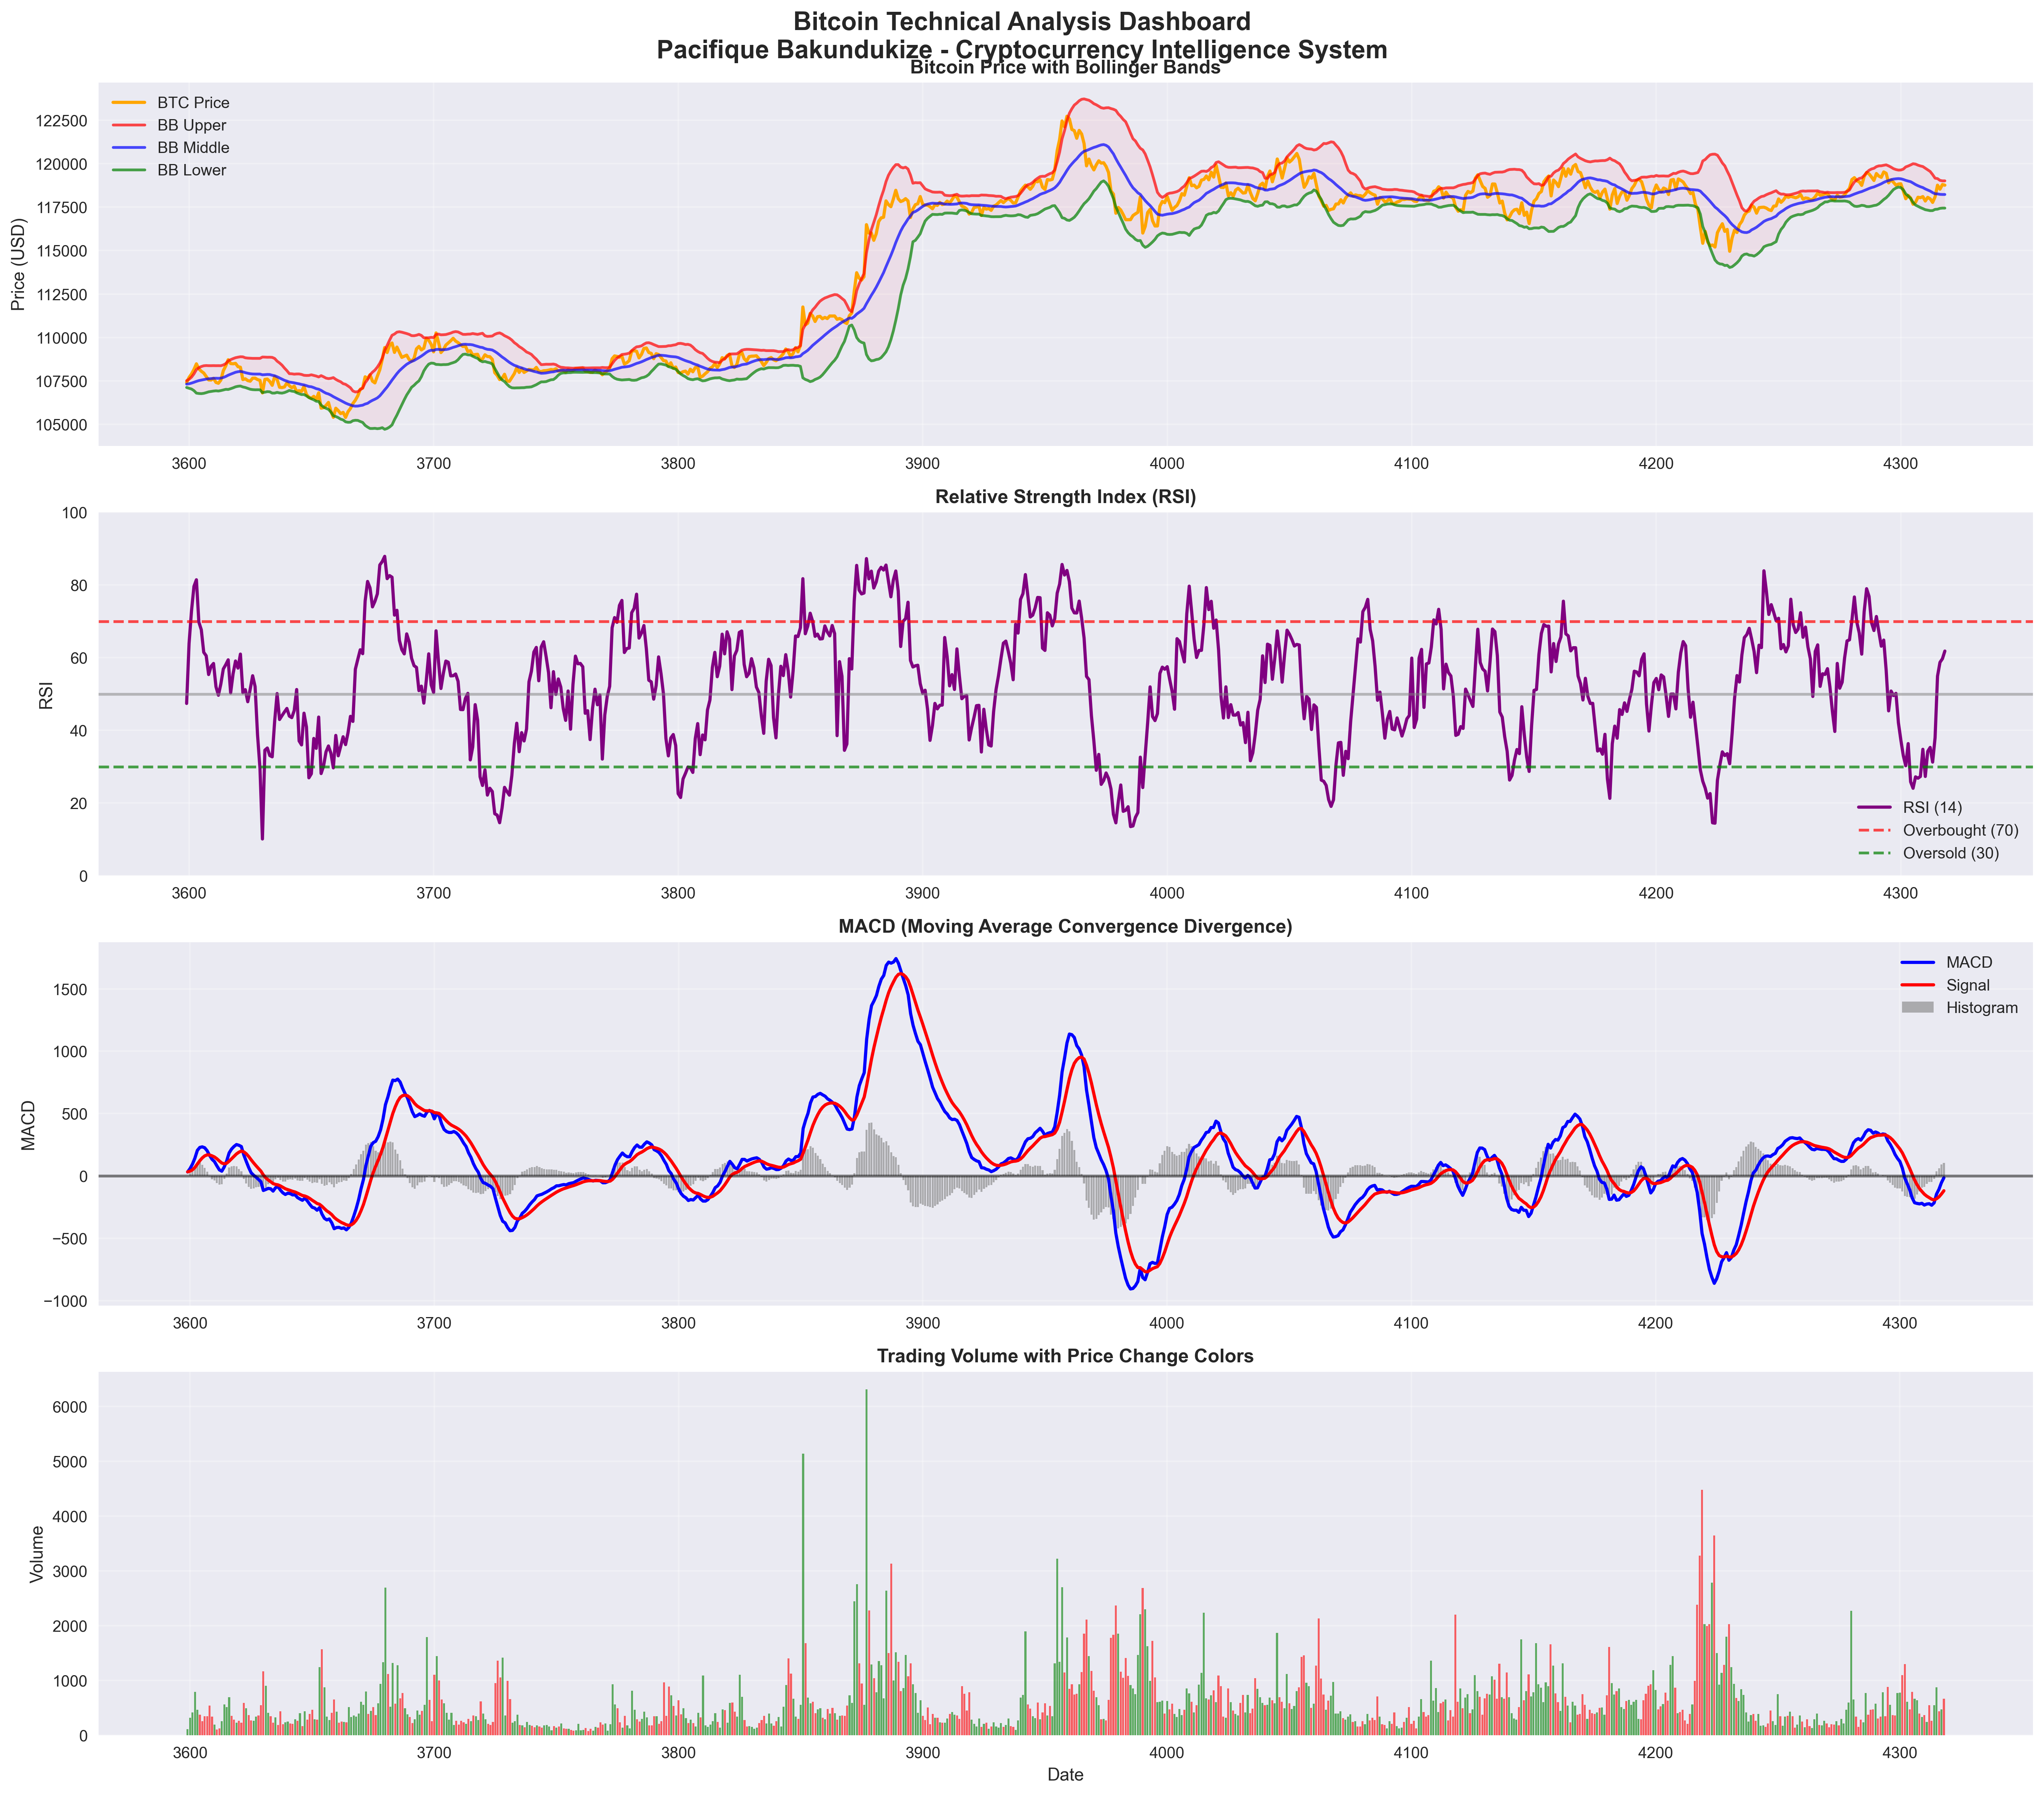 Bitcoin Technical Analysis Dashboard
Pacifique Bakundukize - Cryptocurrency Intelligence System
Bitcoin Price with Bollinger Bands
BTC Price
BB Upper
BB Middle
BB Lower
Price (USD)
122500
120000
117500
115000
112500
110000
107500
105000
3600 3700 3800 3900 4000 4100 4200 4300
Relative Strength Index (RSI)
RSI
100
80
60
40
20
0
RSI (14)
Overbought (70)
Oversold (30)
3600 3700 3800 3900 4000 4100 4200 4300
MACD (Moving Average Convergence Divergence)
MACD
1500
1000
500
0
−500
−1000
MACD
Signal
Histogram
3600 3700 3800 3900 4000 4100 4200 4300
Trading Volume with Price Change Colors
Volume
6000
5000
4000
3000
2000
1000
0
3600 3700 3800 3900 4000 4100 4200 4300
Date